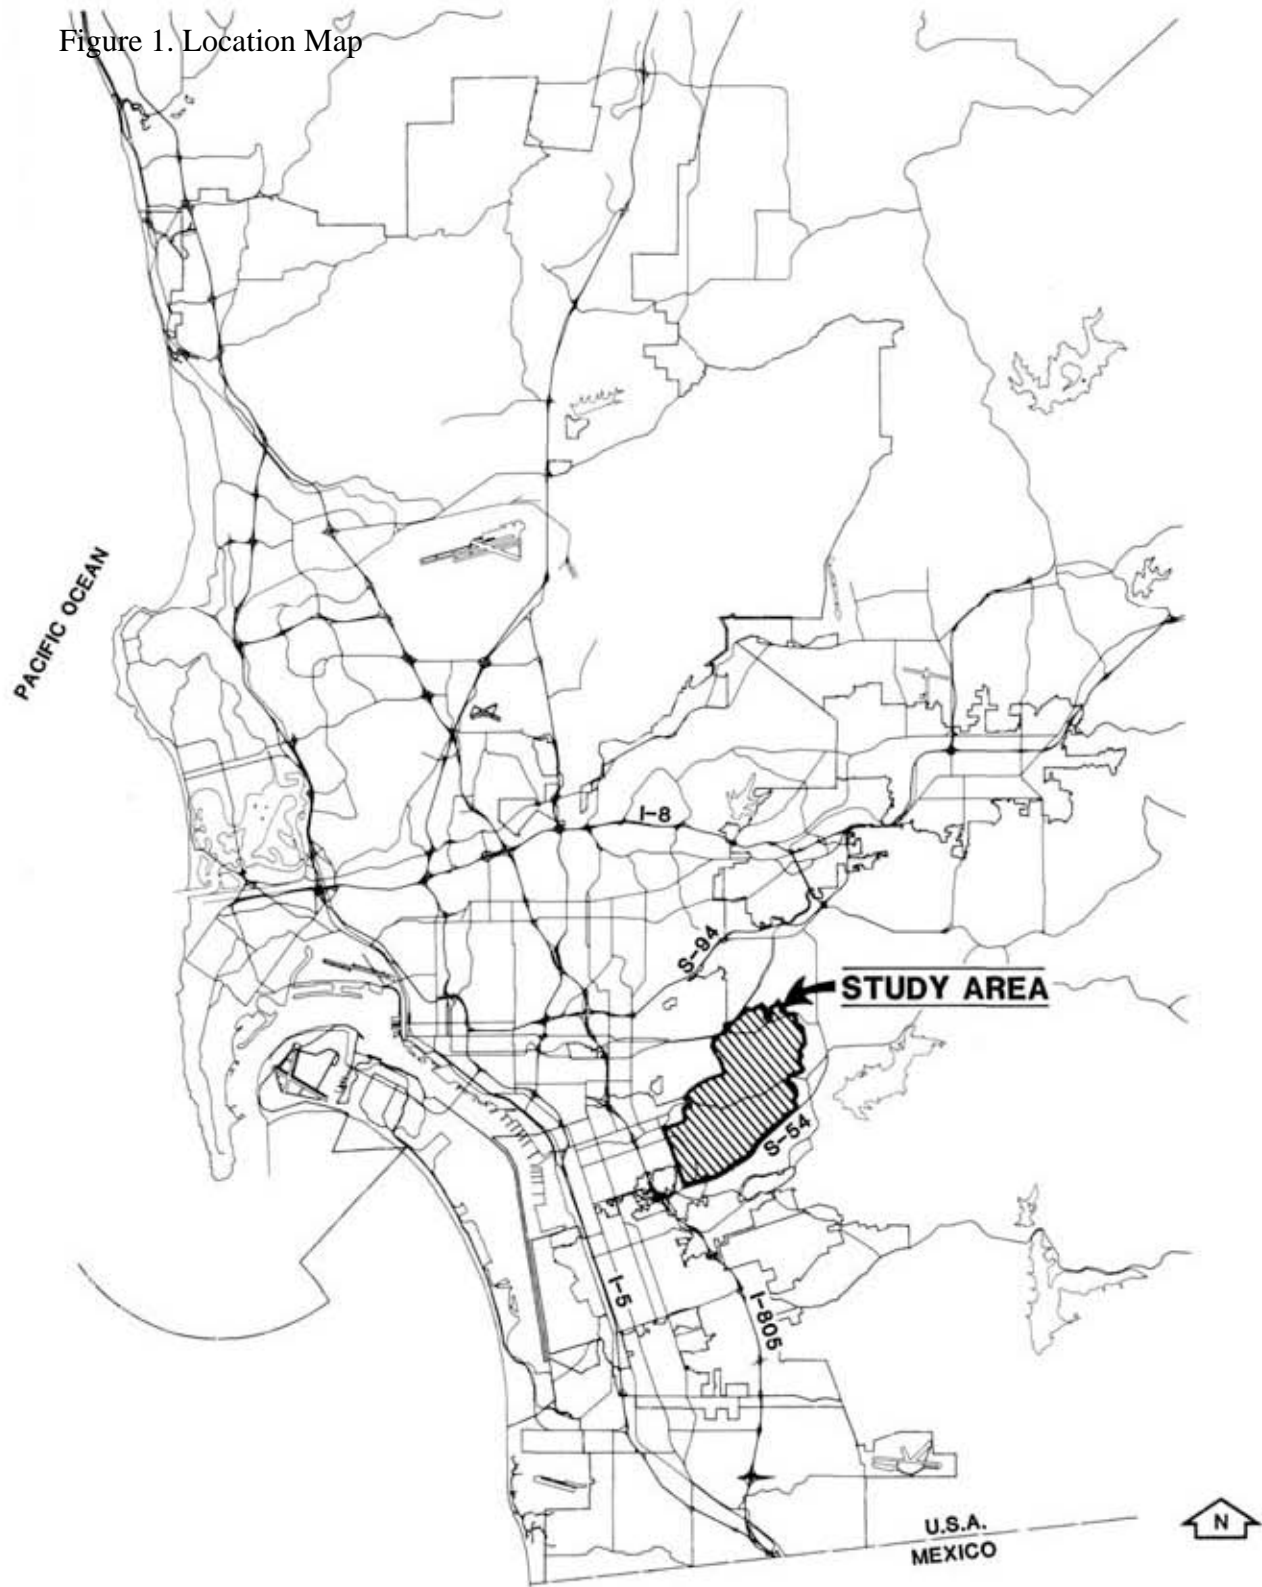 Figure 1. Location Map
PACIFIC OCEAN
I-8
S-94
STUDY AREA
S-54
I-5
I-805
U.S.A.
MEXICO
N